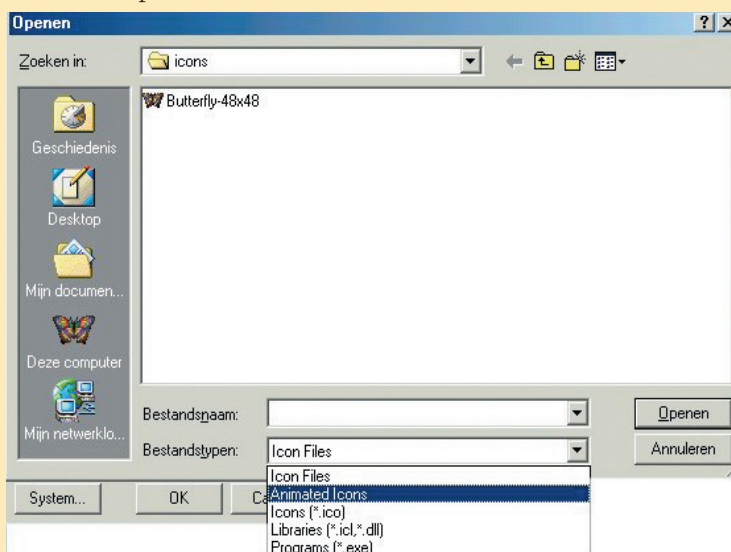 Openen
Zoeken in:
icons
Butterfly-48x48
Geschiedenis
Desktop
Mijn documen...
Deze computer
Mijn netwerklo...
Bestandsnaam:
Openen
Bestandstypen:
Icon Files
Annuleren
Icon Files
System...
OK
Animated Icons
Icons (*.ico)
Libraries (*.icl,*.dll)
Programs (*.exe)